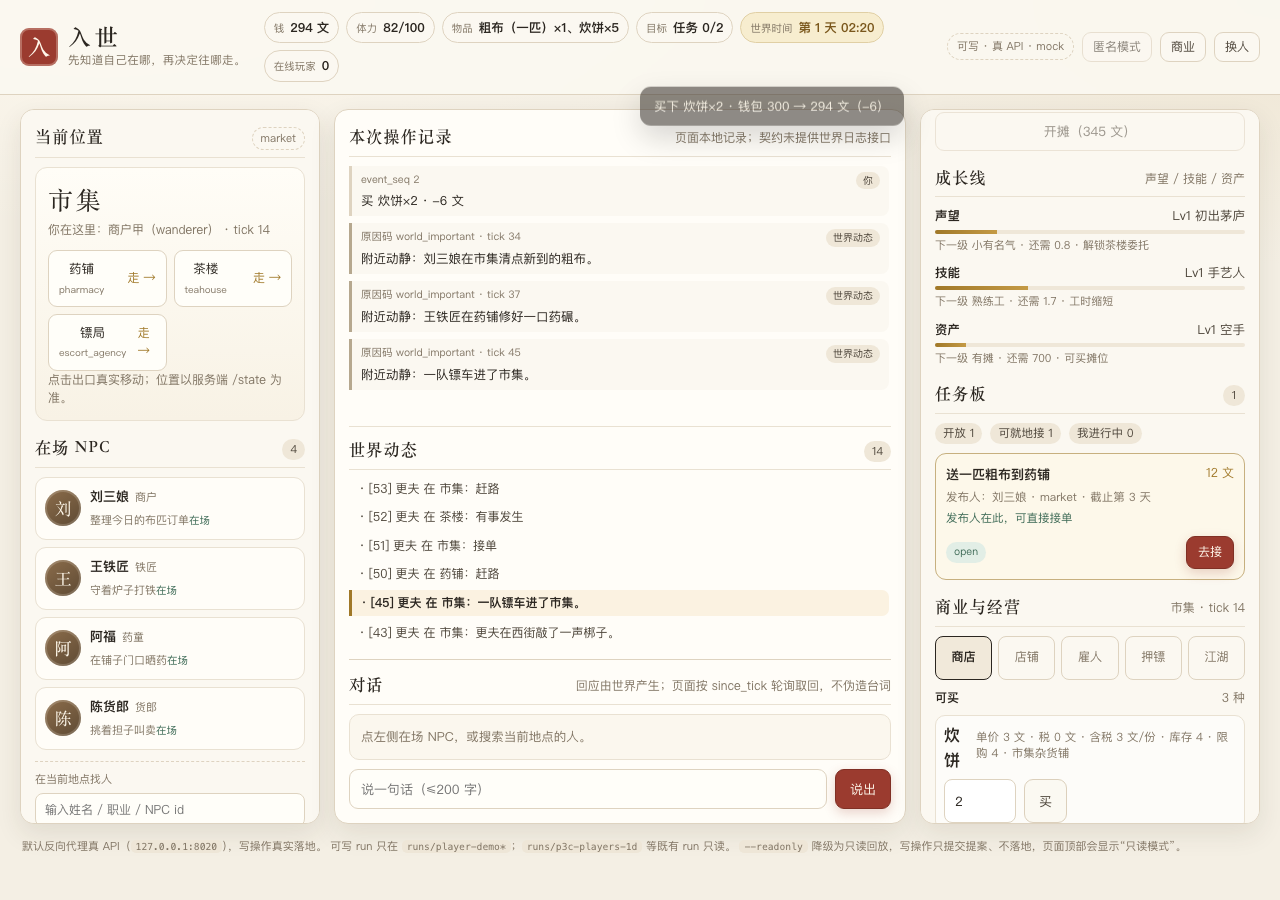 入
入世
先知道自己在哪，再决定往哪走。
钱 294 文
体力 82/100
物品 粗布（一匹）×1、炊饼×5
目标 任务 0/2
世界时间 第 1 天 02:20
在线玩家 0
可写 · 真 API · mock
匿名模式
商业
换人
买下 炊饼×2 · 钱包 300 → 294 文（−6）
当前位置
market
市集
你在这里：商户甲（wanderer） · tick 14
药铺
pharmacy
走 →
茶楼
teahouse
走 →
镖局
escort_agency
走
→
点击出口真实移动；位置以服务端 /state 为
准。
在场 NPC
4
刘
刘三娘 商户
整理今日的布匹订单在场
王
王铁匠 铁匠
守着炉子打铁在场
阿
阿福 药童
在铺子门口晒药在场
陈
陈货郎 货郎
挑着担子叫卖在场
在当前地点找人
输入姓名 / 职业 / NPC id
本次操作记录
页面本地记录；契约未提供世界日志接口
event_seq 2
你
买 炊饼×2 · −6 文
原因码 world_important · tick 34
世界动态
附近动静：刘三娘在市集清点新到的粗布。
原因码 world_important · tick 37
世界动态
附近动静：王铁匠在药铺修好一口药碾。
原因码 world_important · tick 45
世界动态
附近动静：一队镖车进了市集。
世界动态
14
· [53] 更夫 在 市集：赶路
· [52] 更夫 在 茶楼：有事发生
· [51] 更夫 在 市集：接单
· [50] 更夫 在 药铺：赶路
· [45] 更夫 在 市集：一队镖车进了市集。
· [43] 更夫 在 市集：更夫在西街敲了一声梆子。
对话
回应由世界产生；页面按 since_tick 轮询取回，不伪造台词
点左侧在场 NPC，或搜索当前地点的人。
说一句话（≤200 字）
说出
开摊（345 文）
成长线
声望 / 技能 / 资产
声望
Lv1 初出茅庐
下一级 小有名气 · 还需 0.8 · 解锁茶楼委托
技能
Lv1 手艺人
下一级 熟练工 · 还需 1.7 · 工时缩短
资产
Lv1 空手
下一级 有摊 · 还需 700 · 可买摊位
任务板
1
开放 1
可就地接 1
我进行中 0
送一匹粗布到药铺
12 文
发布人：刘三娘 · market · 截止第 3 天
发布人在此，可直接接单
open
去接
商业与经营
市集 · tick 14
商店
店铺
雇人
押镖
江湖
可买
3 种
炊
饼
单价 3 文 · 税 0 文 · 含税 3 文/份 · 库存 4 · 限
购 4 · 市集杂货铺
2
买
默认反向代理真 API（ 127.0.0.1:8020 ），写操作真实落地。 可写 run 只在 runs/player-demo* ； runs/p3c-players-1d 等既有 run 只读。 --readonly 降级为只读回放，写操作只提交提案、不落地，页面顶部会显示“只读模式”。